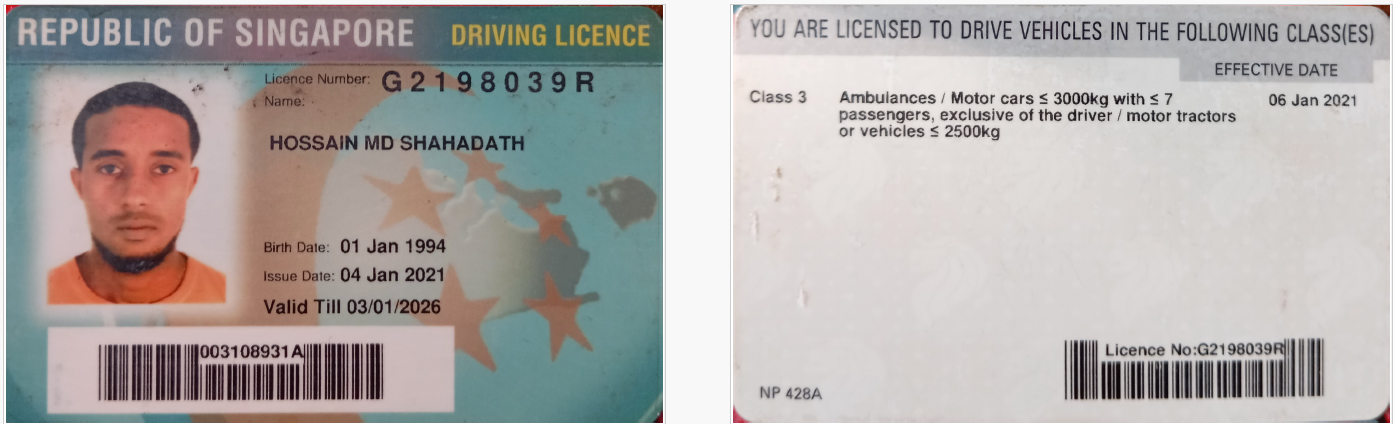 REPUBLIC OF SINGAPORE DRIVING LICENCE
Licence Number: G2198039R
Name:
HOSSAIN MD SHAHADATH
Birth Date: 01 Jan 1994
Issue Date: 04 Jan 2021
Valid Till 03/01/2026
003108931A
YOU ARE LICENSED TO DRIVE VEHICLES IN THE FOLLOWING CLASS(ES)
EFFECTIVE DATE
Class 3 Ambulances / Motor cars ≤ 3000kg with ≤ 7 06 Jan 2021
passengers, exclusive of the driver / motor tractors
or vehicles ≤ 2500kg
Licence No:G2198039R
NP 428A